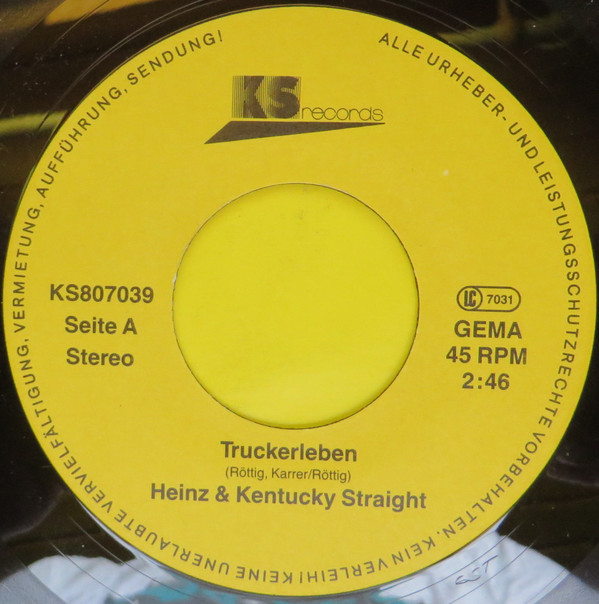 ALLE URHEBER- UND LEISTUNGSSCHUTZRECHTE VORBEHALTEN. KEIN VERLEIH! KEINE UNERLAUBTE VERVIELFÄLTIGUNG, VERMIETUNG, AUFFÜHRUNG, SENDUNG!
KS records
KS807039
Seite A
Stereo
LC 7031
GEMA
45 RPM
2:46
Truckerleben
(Röttig, Karrer/Röttig)
Heinz & Kentucky Straight